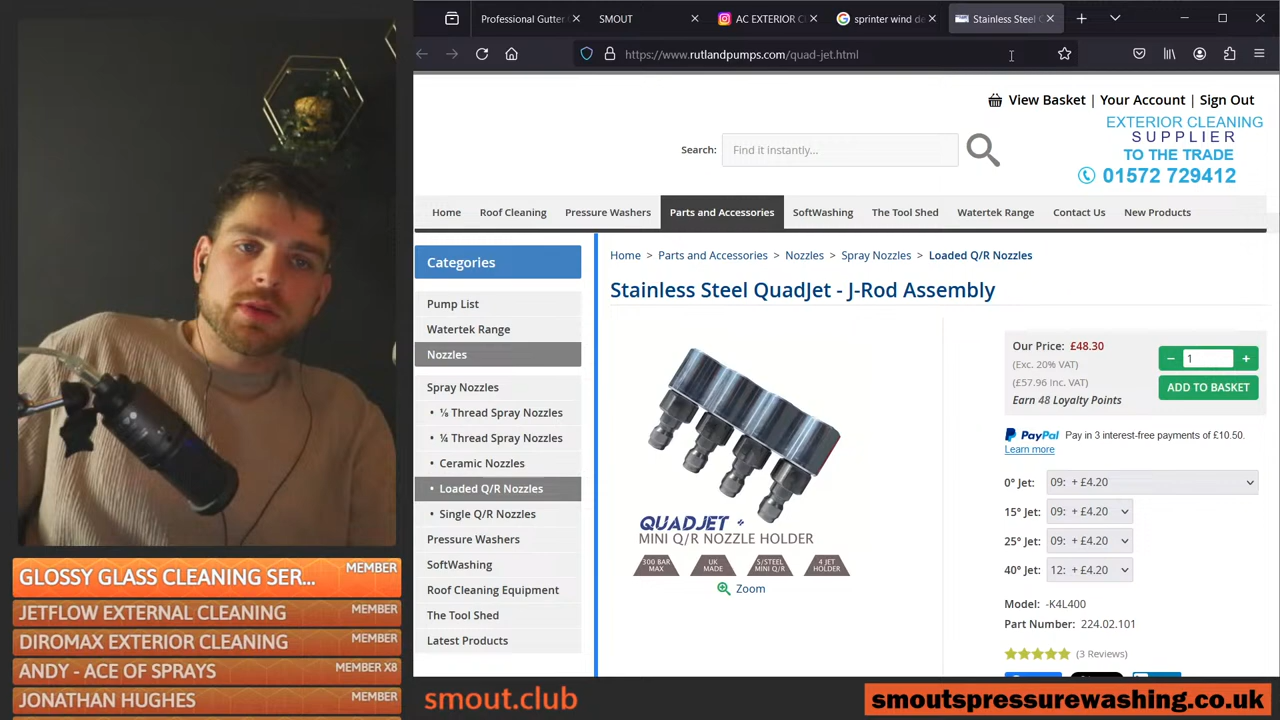 Professional Gutter C
SMOUT
AC EXTERIOR C
sprinter wind de
Stainless Steel
https://www.rutlandpumps.com/quad-jet.html
View Basket | Your Account | Sign Out
EXTERIOR CLEANING
SUPPLIER
TO THE TRADE
01572 729412
Search: Find it instantly...
Home Roof Cleaning Pressure Washers Parts and Accessories SoftWashing The Tool Shed Watertek Range Contact Us New Products
Categories
Pump List
Watertek Range
Nozzles
Spray Nozzles
• ⅛ Thread Spray Nozzles
• ¼ Thread Spray Nozzles
• Ceramic Nozzles
• Loaded Q/R Nozzles
• Single Q/R Nozzles
Pressure Washers
SoftWashing
Roof Cleaning Equipment
The Tool Shed
Latest Products
Home > Parts and Accessories > Nozzles > Spray Nozzles > Loaded Q/R Nozzles
Stainless Steel QuadJet - J-Rod Assembly
QUADJET
MINI Q/R NOZZLE HOLDER
300 BAR MAX
UK MADE
S/STEEL MINI Q/R
4 JET HOLDER
Zoom
Our Price: £48.30
(Exc. 20% VAT)
(£57.96 Inc. VAT)
Earn 48 Loyalty Points
− 1 +
ADD TO BASKET
PayPal Pay in 3 interest-free payments of £10.50.
Learn more
0° Jet: 09: + £4.20
15° Jet: 09: + £4.20
25° Jet: 09: + £4.20
40° Jet: 12: + £4.20
Model: -K4L400
Part Number: 224.02.101
(3 Reviews)
GLOSSY GLASS CLEANING SER... MEMBER
JETFLOW EXTERNAL CLEANING MEMBER
DIROMAX EXTERIOR CLEANING MEMBER
ANDY - ACE OF SPRAYS MEMBER X8
JONATHAN HUGHES MEMBER
smout.club
smoutspressurewashing.co.uk